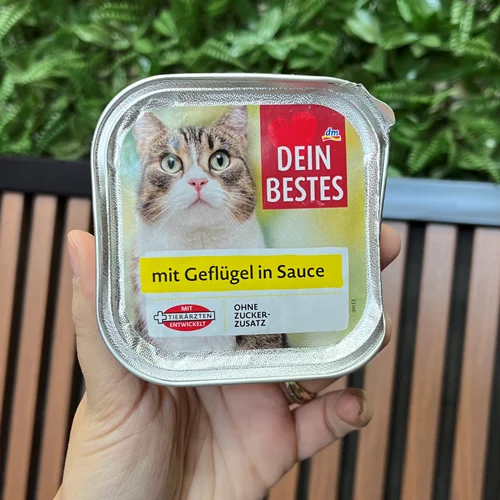 dm
DEIN
BESTES
mit Geflügel in Sauce
MIT
TIERÄRZTEN
ENTWICKELT
OHNE
ZUCKER-
ZUSATZ